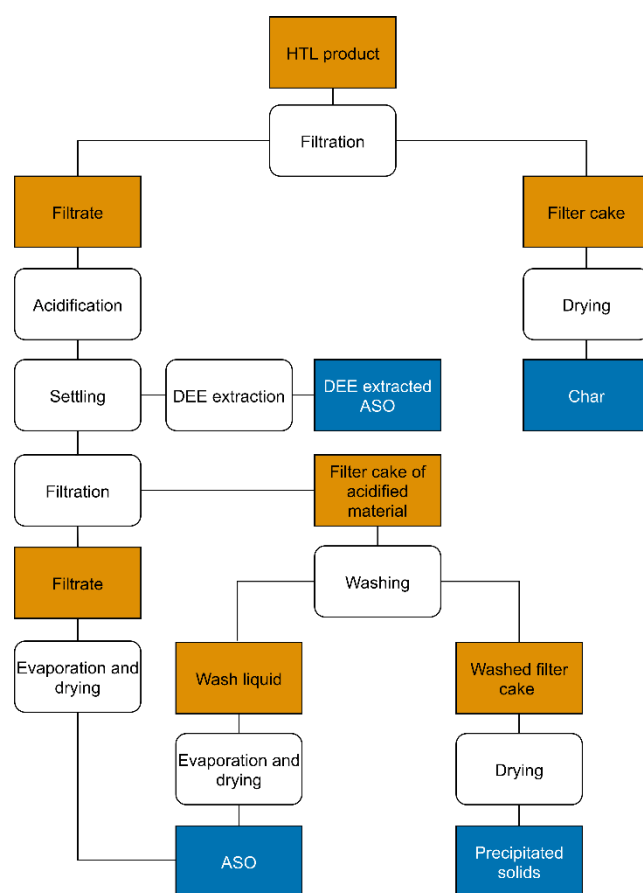 HTL product
Filtration
Filtrate
Filter cake
Acidification
Drying
Settling
DEE extraction
DEE extracted
ASO
Char
Filtration
Filter cake of
acidified
material
Filtrate
Washing
Evaporation and
drying
Wash liquid
Washed filter
cake
Evaporation and
drying
Drying
ASO
Precipitated
solids